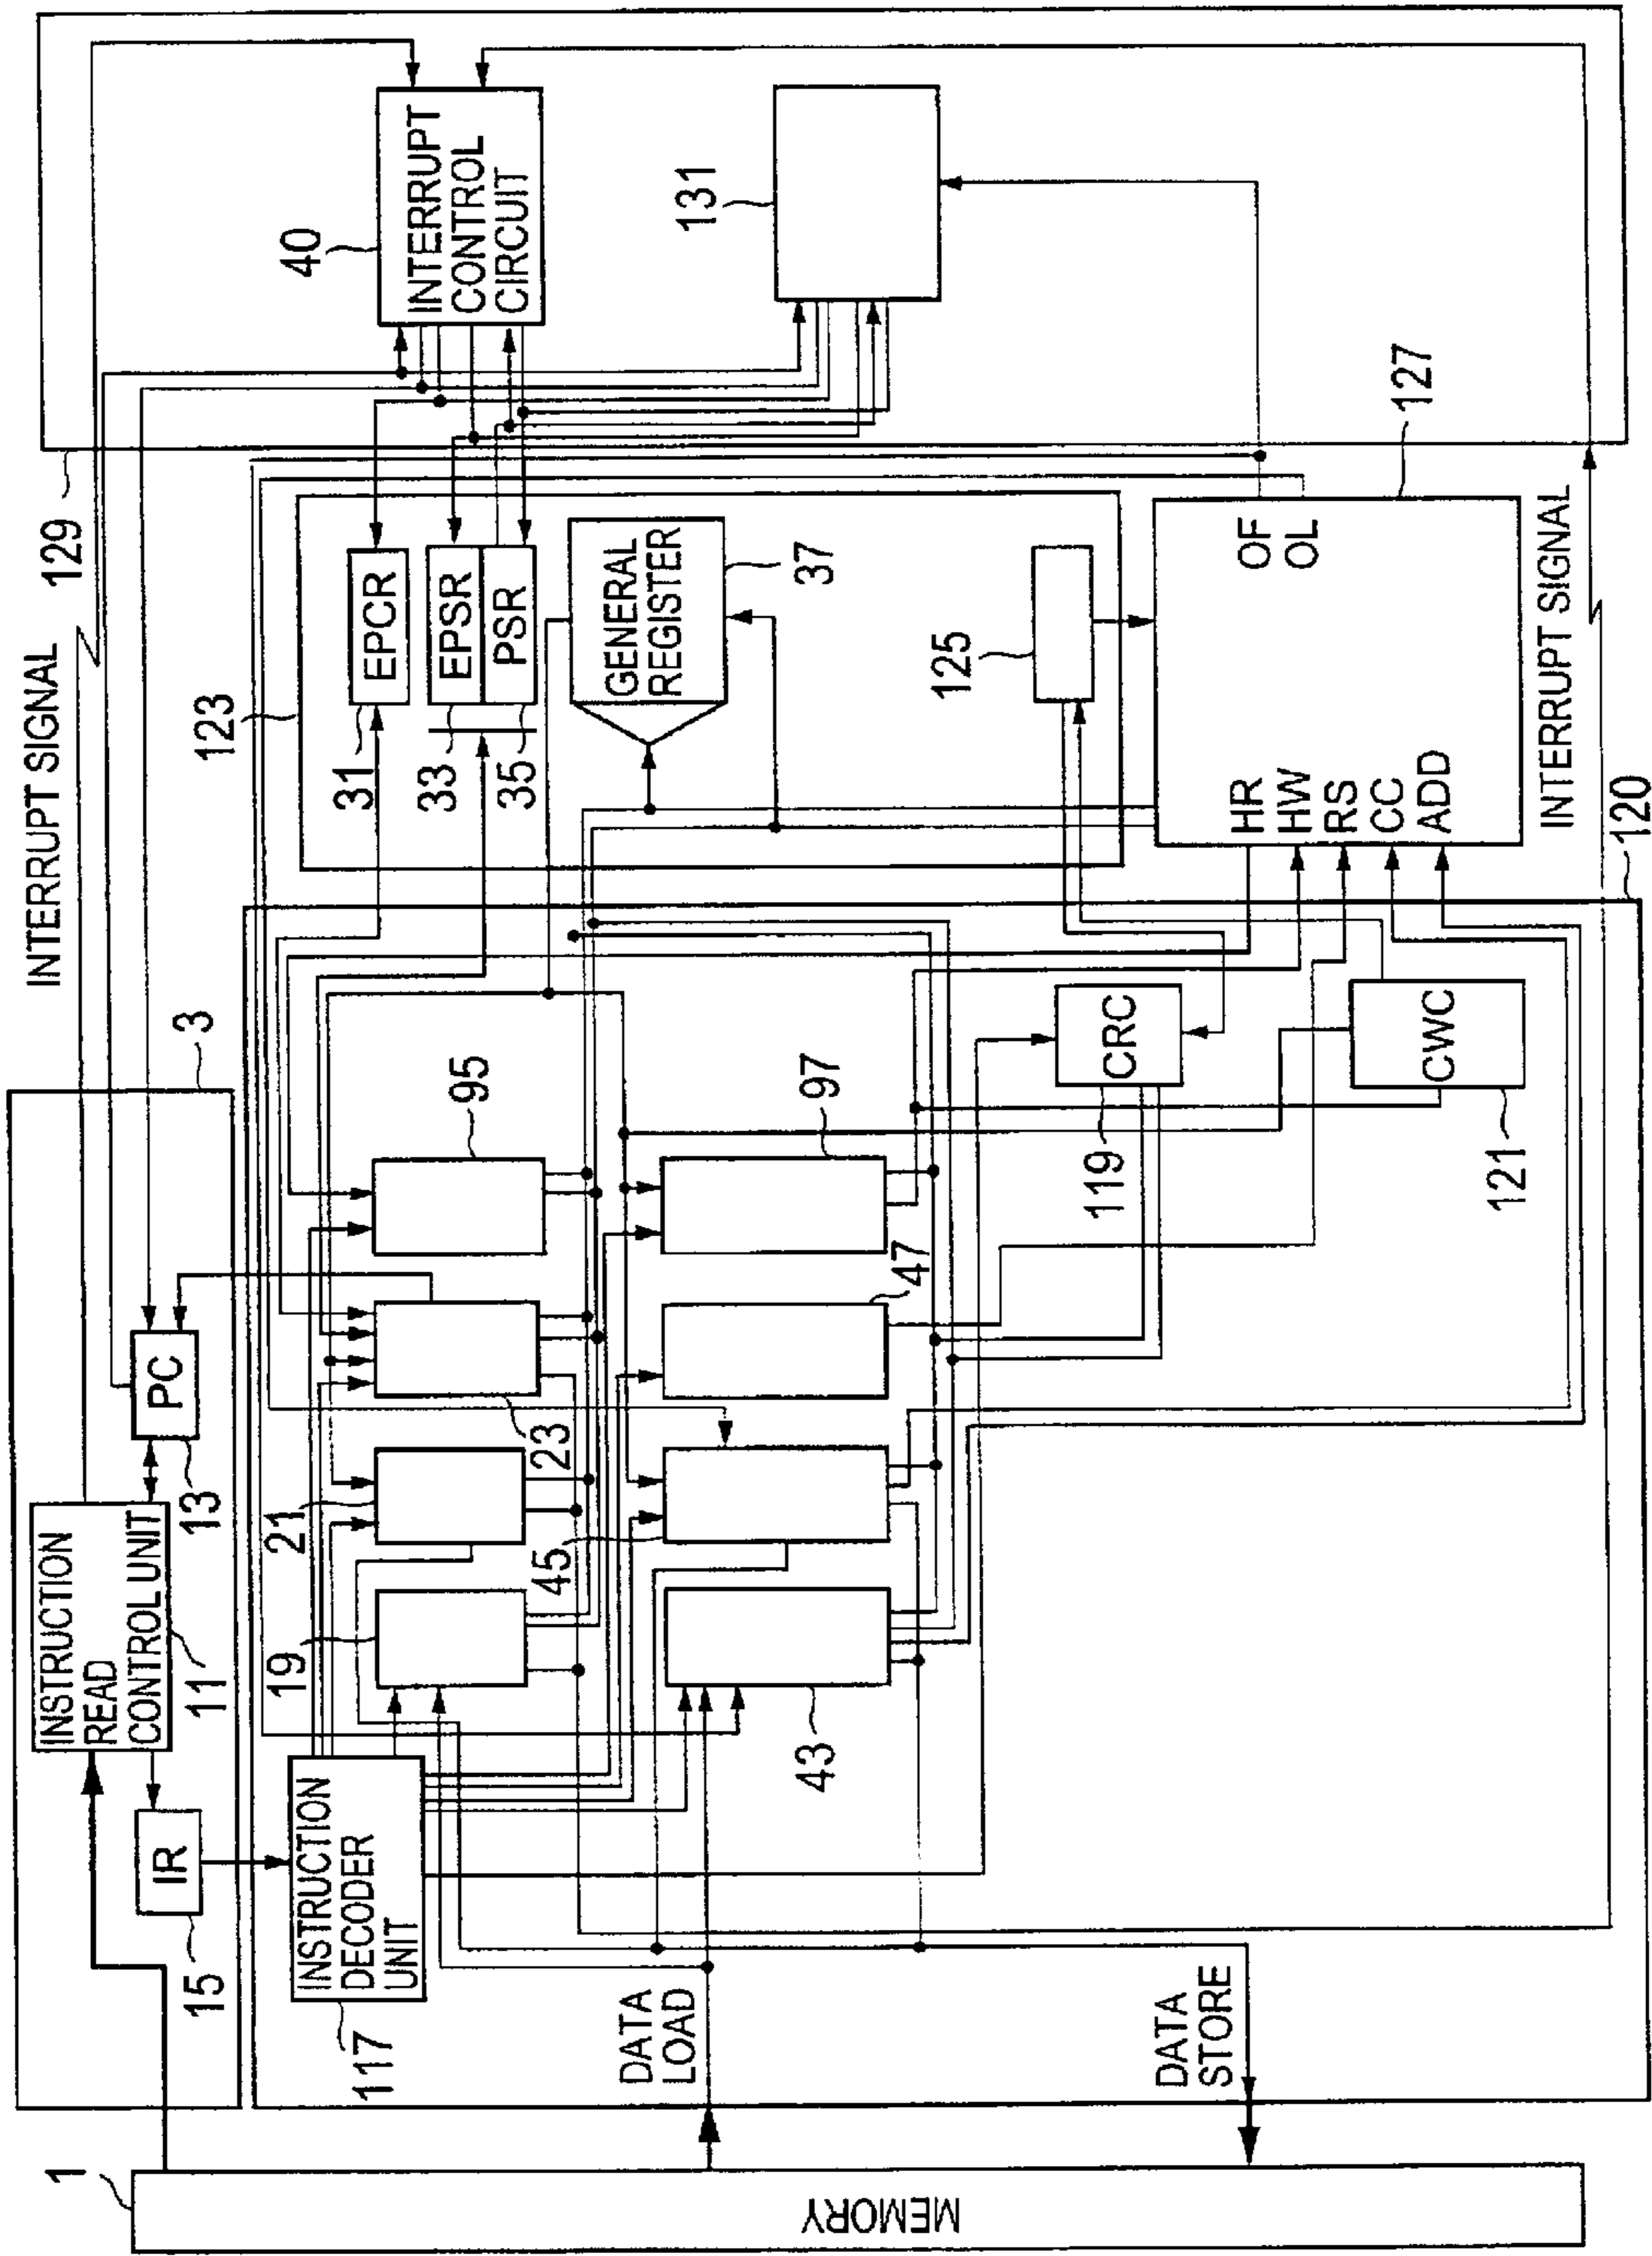 INTERRUPT SIGNAL
129
3
INSTRUCTION
READ
CONTROL UNIT
11
PC
13
IR
15
40
INTERRUPT
CONTROL
CIRCUIT
131
123
EPCR
31
EPSR
33
PSR
35
GENERAL
REGISTER
37
125
HR
HW
RS
CC
ADD
OF
OL
127
INTERRUPT SIGNAL
120
INSTRUCTION
DECODER
UNIT
117
19
21
23
95
43
45
47
97
CRC
119
CWC
121
DATA
LOAD
DATA
STORE
1
MEMORY